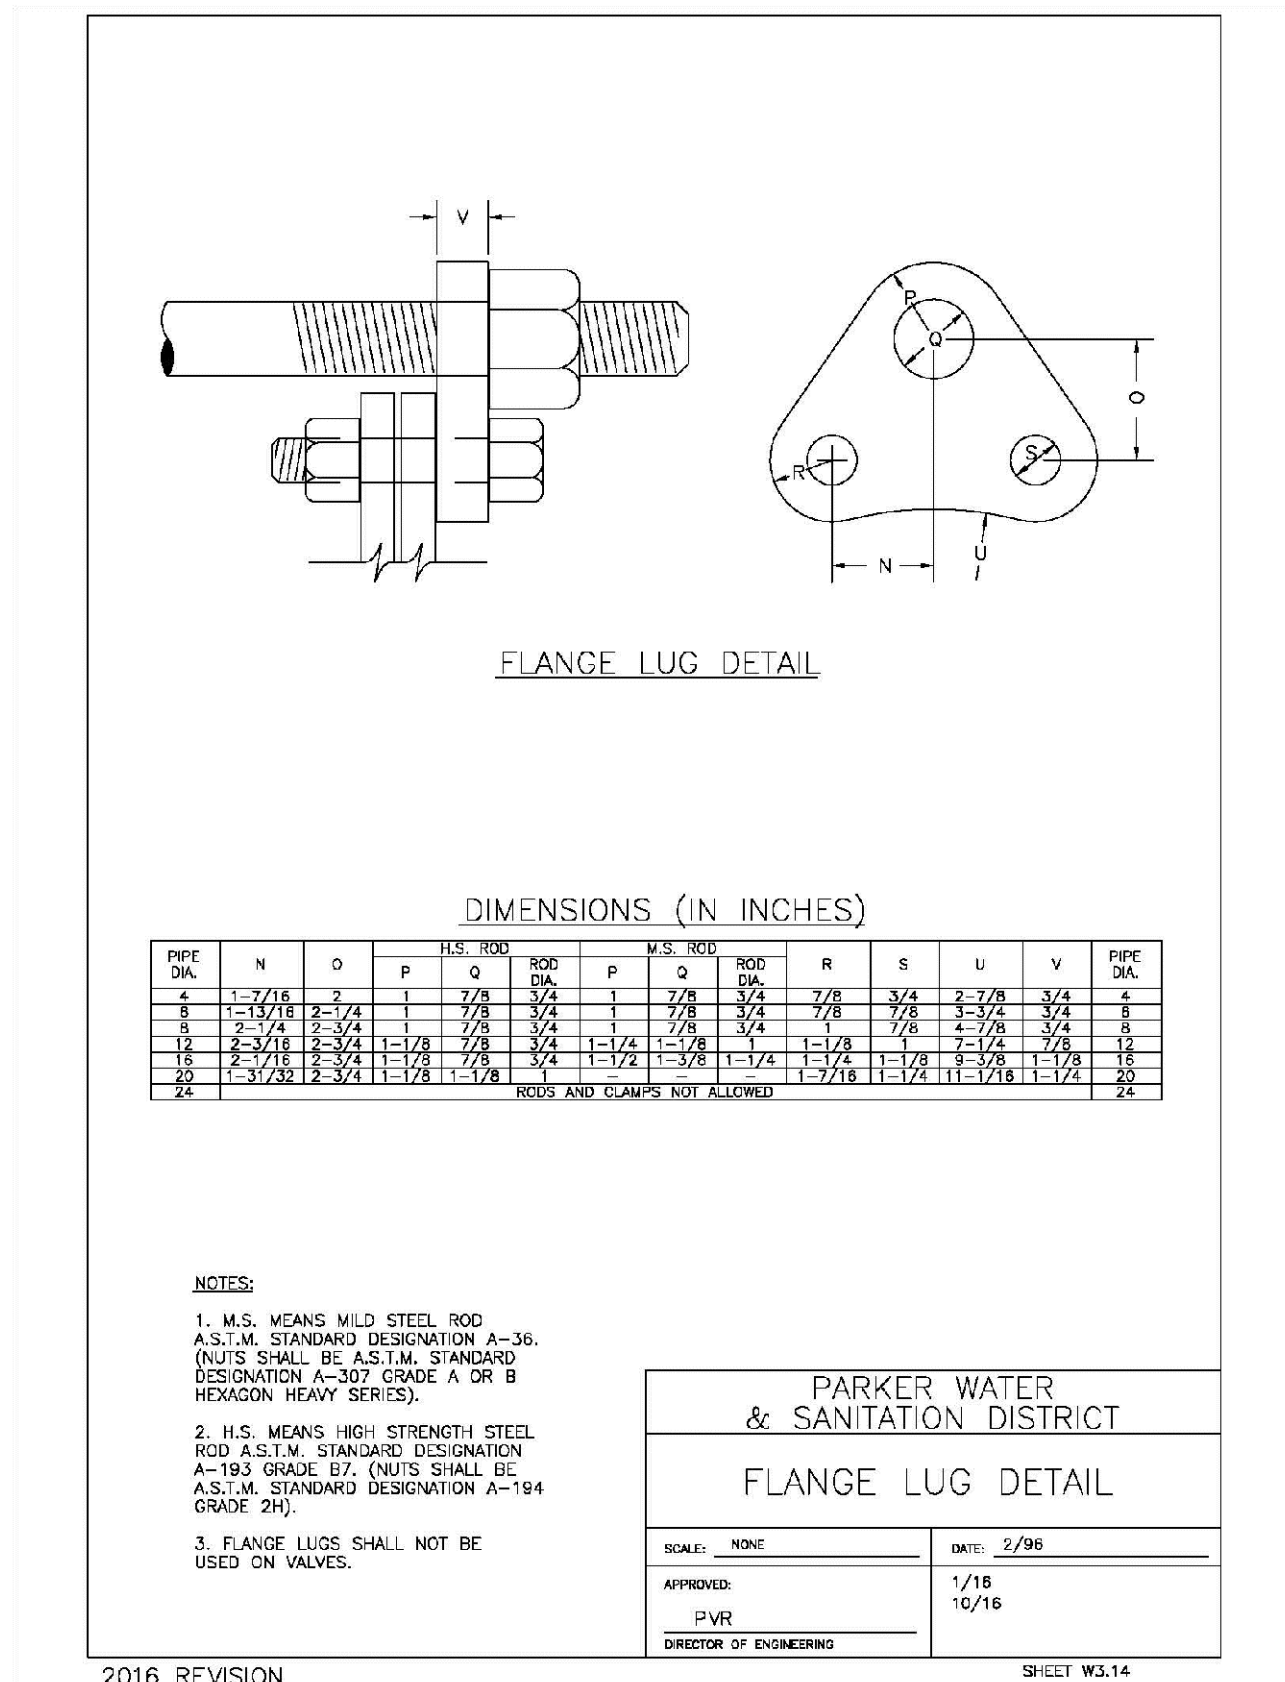 V
P
Q
O
S
R
N
U
FLANGE LUG DETAIL
DIMENSIONS (IN INCHES)
PIPE DIA. N O H.S. ROD M.S. ROD R S U V PIPE DIA.
P Q ROD DIA. P Q ROD DIA.
4 1-7/16 2 1 7/8 3/4 1 7/8 3/4 7/8 3/4 2-7/8 3/4 4
6 1-13/16 2-1/4 1 7/8 3/4 1 7/8 3/4 7/8 7/8 3-3/4 3/4 6
8 2-1/4 2-3/4 1 7/8 3/4 1 7/8 3/4 1 7/8 4-7/8 3/4 8
12 2-3/16 2-3/4 1-1/8 7/8 3/4 1-1/4 1-1/8 1 1-1/8 1 7-1/4 7/8 12
16 2-1/16 2-3/4 1-1/8 7/8 3/4 1-1/2 1-3/8 1-1/4 1-1/4 1-1/8 9-3/8 1-1/8 16
20 1-31/32 2-3/4 1-1/8 1-1/8 1 – – – 1-7/16 1-1/4 11-1/16 1-1/4 20
24 RODS AND CLAMPS NOT ALLOWED 24
NOTES:
1. M.S. MEANS MILD STEEL ROD
A.S.T.M. STANDARD DESIGNATION A-36.
(NUTS SHALL BE A.S.T.M. STANDARD
DESIGNATION A-307 GRADE A OR B
HEXAGON HEAVY SERIES).
2. H.S. MEANS HIGH STRENGTH STEEL
ROD A.S.T.M. STANDARD DESIGNATION
A-193 GRADE B7. (NUTS SHALL BE
A.S.T.M. STANDARD DESIGNATION A-194
GRADE 2H).
3. FLANGE LUGS SHALL NOT BE
USED ON VALVES.
PARKER WATER
& SANITATION DISTRICT
FLANGE LUG DETAIL
SCALE: NONE
DATE: 2/96
APPROVED:
PVR
DIRECTOR OF ENGINEERING
1/16
10/16
2016 REVISION
SHEET W3.14